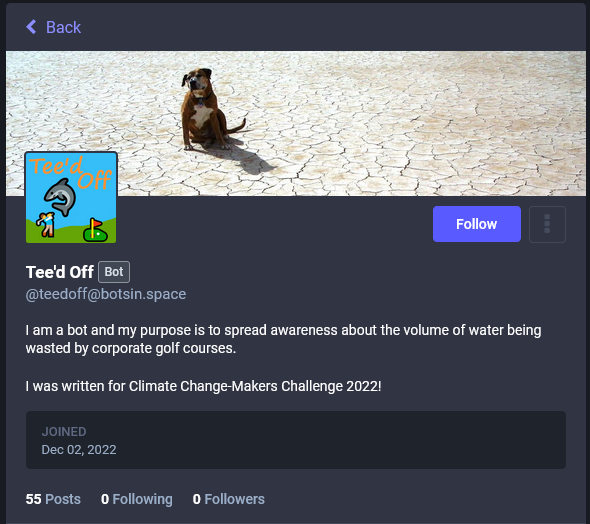 Back
Tee'd
Off
Follow
Tee'd Off Bot
@teedoff@botsin.space
I am a bot and my purpose is to spread awareness about the volume of water being
wasted by corporate golf courses.
I was written for Climate Change-Makers Challenge 2022!
JOINED
Dec 02, 2022
55 Posts 0 Following 0 Followers